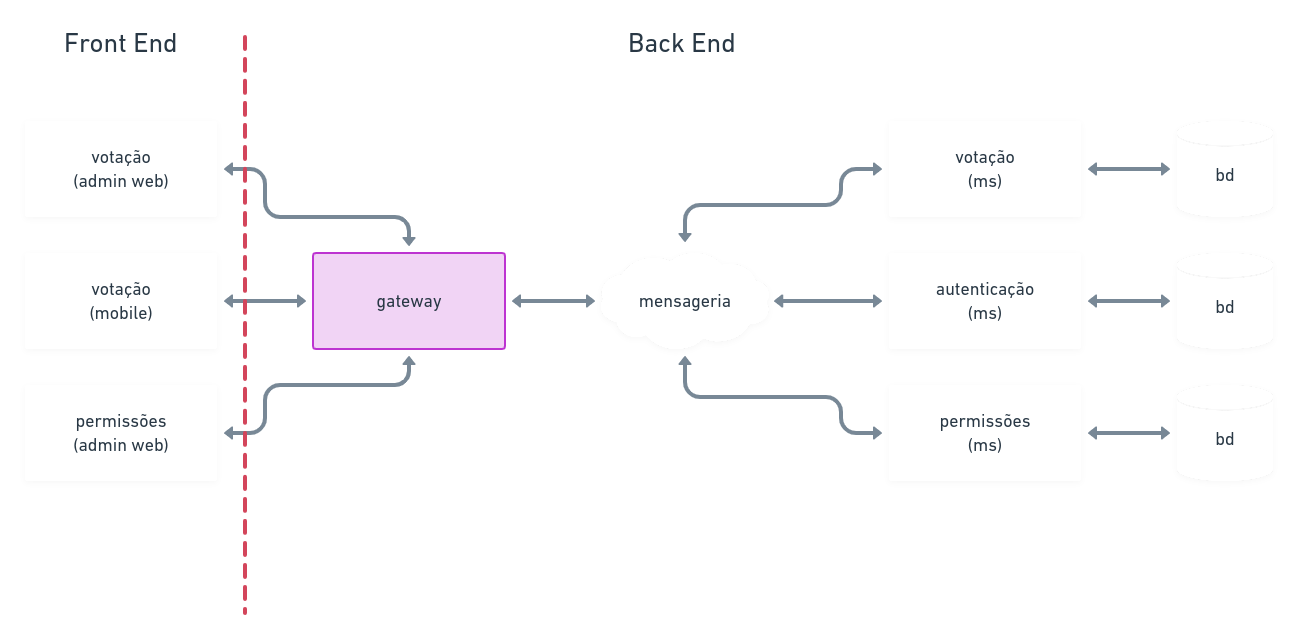 Front End
Back End
votação
(admin web)
votação
(mobile)
permissões
(admin web)
gateway
mensageria
votação
(ms)
autenticação
(ms)
permissões
(ms)
bd
bd
bd